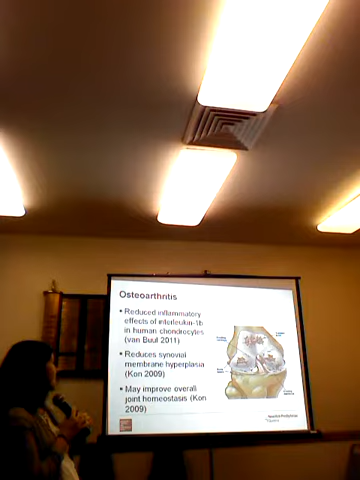 Osteoarthritis
• Reduced inflammatory
effects of interleukin-1b
in human chondrocytes
(van Buul 2011)
• Reduces synovial
membrane hyperplasia
(Kon 2009)
• May improve overall
joint homeostasis (Kon
2009)